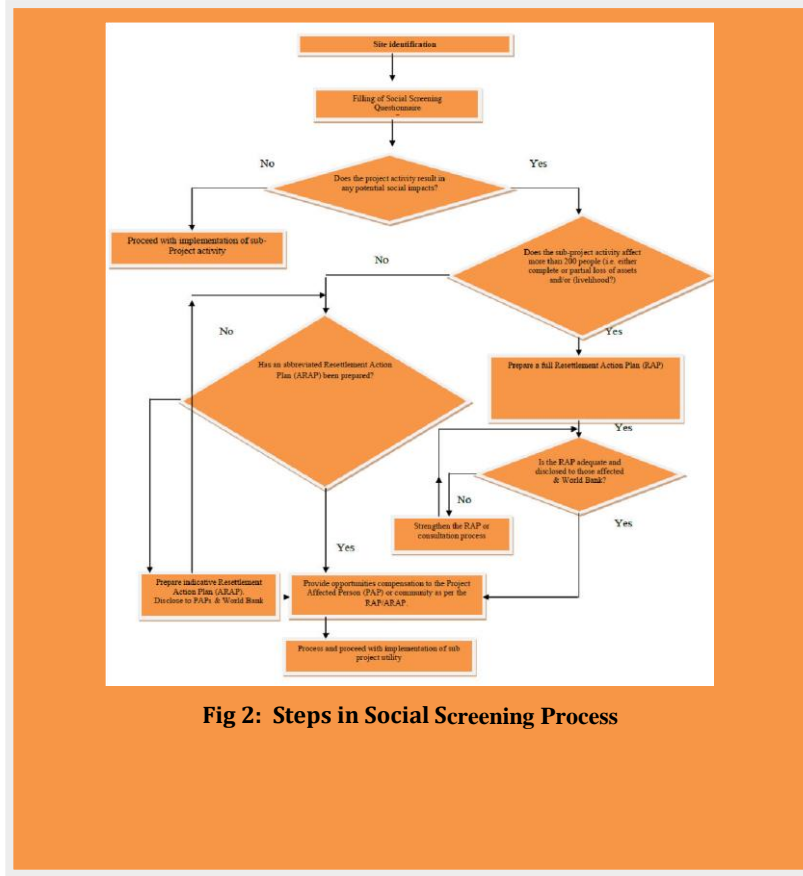 Site identification
Filling of Social Screening
Questionnaire
No
Yes
Does the project activity result in
any potential social impacts?
Proceed with implementation of sub-
Project activity
No
Does the sub-project activity affect
more than 200 people (i.e. either
complete or partial loss of assets
and/or (livelihood?)
No
Yes
Has an abbreviated Resettlement Action
Plan (ARAP) been prepared?
Prepare a full Resettlement Action Plan (RAP)
Yes
Is the RAP adequate and
disclosed to those affected
& World Bank?
No
Strengthen the RAP or
consultation process
Yes
Yes
Prepare indicative Resettlement
Action Plan (ARAP).
Disclose to PAPs & World Bank
Provide opportunities compensation to the Project
Affected Person (PAP) or community as per the
RAP/ARAP.
Process and proceed with implementation of sub
project utility
Fig 2: Steps in Social Screening Process